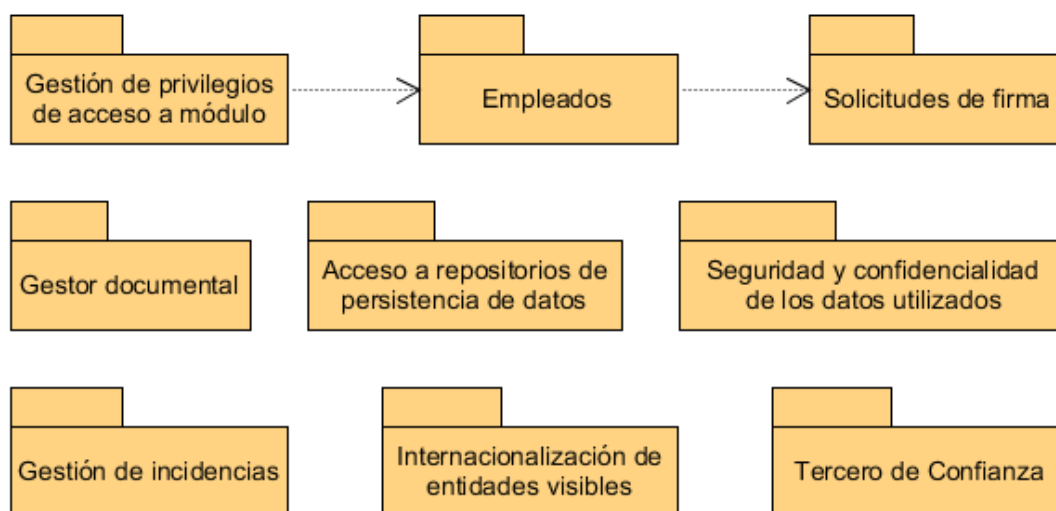 Gestión de privilegios
de acceso a módulo
Empleados
Solicitudes de firma
Gestor documental
Acceso a repositorios de
persistencia de datos
Seguridad y confidencialidad
de los datos utilizados
Gestión de incidencias
Internacionalización de
entidades visibles
Tercero de Confianza